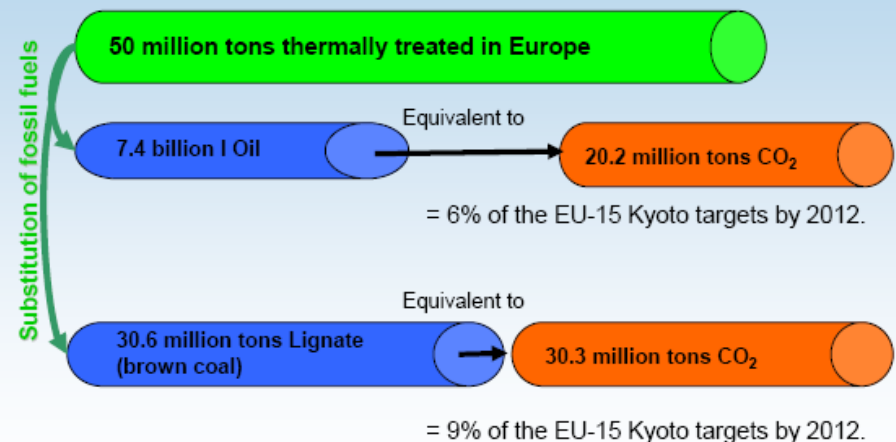 Substitution of fossil fuels
50 million tons thermally treated in Europe
7.4 billion l Oil
Equivalent to
20.2 million tons CO₂
= 6% of the EU-15 Kyoto targets by 2012.
Equivalent to
30.6 million tons Lignate
(brown coal)
30.3 million tons CO₂
= 9% of the EU-15 Kyoto targets by 2012.